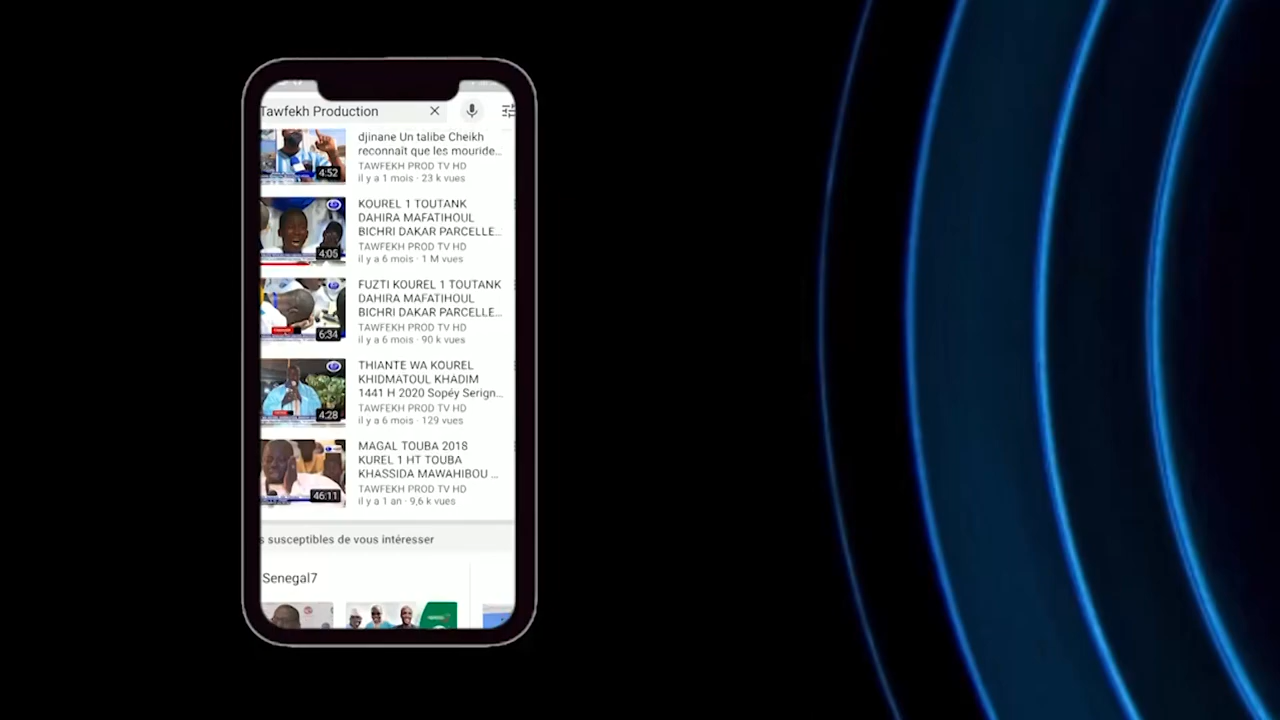 Tawfekh Production
djinane Un talibe Cheikh
reconnaît que les mouride...
TAWFEKH PROD TV HD
il y a 1 mois · 23 k vues
4:52
KOUREL 1 TOUTANK
DAHIRA MAFATIHOUL
BICHRI DAKAR PARCELLE...
TAWFEKH PROD TV HD
il y a 6 mois · 1 M vues
4:05
FUZTI KOUREL 1 TOUTANK
DAHIRA MAFATIHOUL
BICHRI DAKAR PARCELLE...
TAWFEKH PROD TV HD
il y a 6 mois · 90 k vues
6:34
THIANTE WA KOUREL
KHIDMATOUL KHADIM
1441 H 2020 Sopéy Serign...
TAWFEKH PROD TV HD
il y a 6 mois · 129 vues
4:28
MAGAL TOUBA 2018
KUREL 1 HT TOUBA
KHASSIDA MAWAHIBOU ...
TAWFEKH PROD TV HD
il y a 1 an · 9,6 k vues
46:11
s susceptibles de vous intéresser
Senegal7